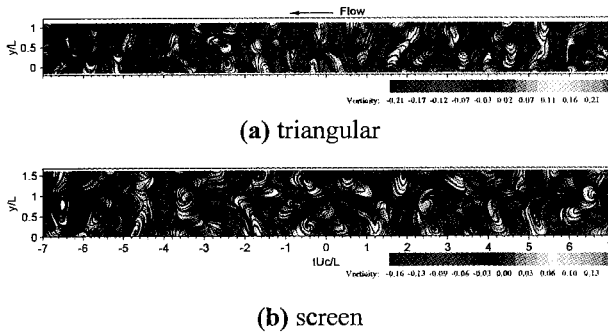 Flow
1
0.5
0
y/L
Vorticity: -0.21 -0.17 -0.12 -0.07 -0.03 0.02 0.07 0.11 0.16 0.21
(a) triangular
1.5
1
0.5
0
y/L
-7 -6 -5 -4 -3 -2 -1 0 1 2 3 4 5 6 7
tUc/L
Vorticity: -0.16 -0.13 -0.09 -0.06 -0.03 0.00 0.03 0.06 0.10 0.13
(b) screen